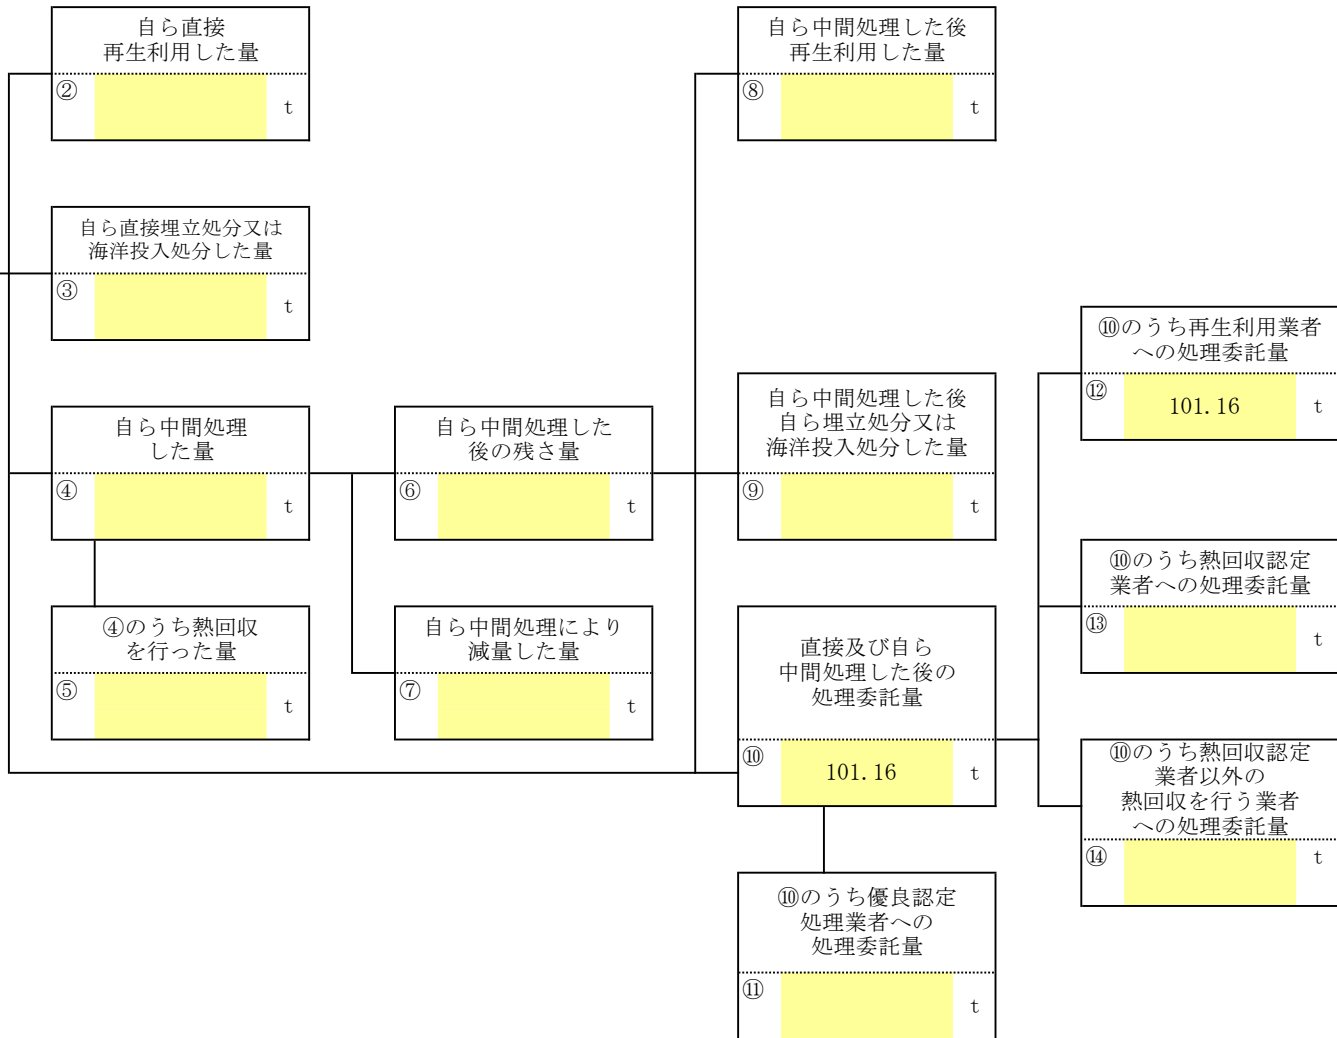 自ら直接
再生利用した量
②
t
自ら中間処理した後
再生利用した量
⑧
t
自ら直接埋立処分又は
海洋投入処分した量
③
t
⑩のうち再生利用業者
への処理委託量
⑫
101.16
t
自ら中間処理
した量
④
t
自ら中間処理した
後の残さ量
⑥
t
自ら中間処理した後
自ら埋立処分又は
海洋投入処分した量
⑨
t
⑩のうち熱回収認定
業者への処理委託量
⑬
t
④のうち熱回収
を行った量
⑤
t
自ら中間処理により
減量した量
⑦
t
直接及び自ら
中間処理した後の
処理委託量
⑩
101.16
t
⑩のうち熱回収認定
業者以外の
熱回収を行う業者
への処理委託量
⑭
t
⑩のうち優良認定
処理業者への
処理委託量
⑪
t